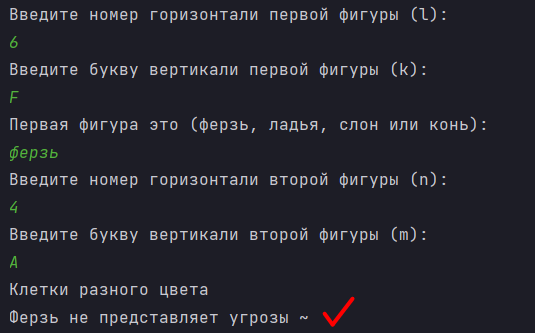 Введите номер горизонтали первой фигуры (l):
6
Введите букву вертикали первой фигуры (k):
F
Первая фигура это (ферзь, ладья, слон или конь):
ферзь
Введите номер горизонтали второй фигуры (n):
4
Введите букву вертикали второй фигуры (m):
A
Клетки разного цвета
Ферзь не представляет угрозы ~